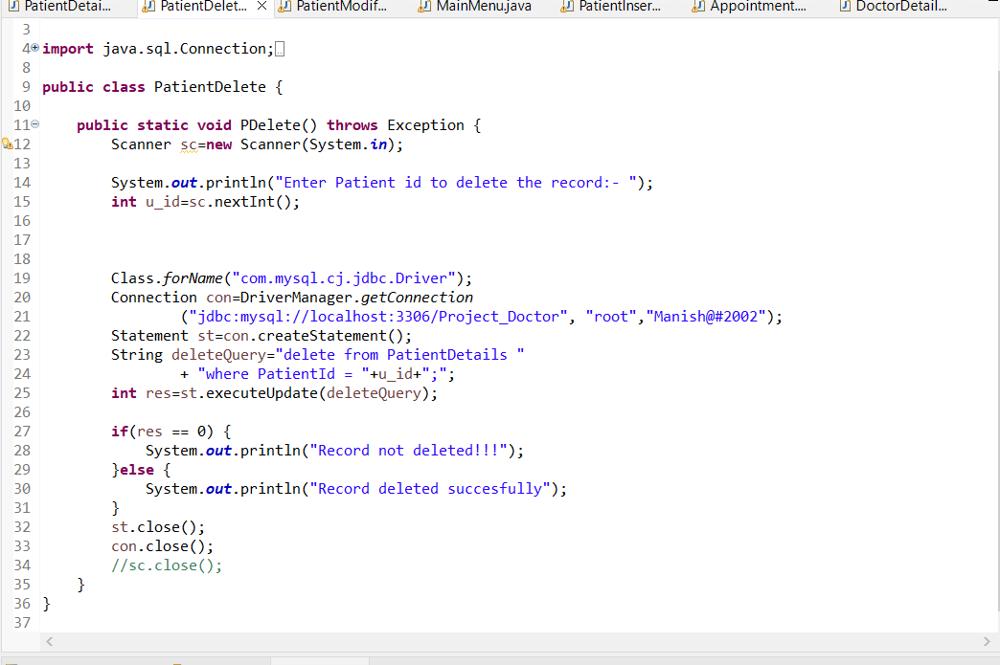 PatientDetai... PatientDelet... PatientModif... MainMenu.java PatientInser... Appointment.... DoctorDetail...
3
4 import java.sql.Connection;
8
9 public class PatientDelete {
10
11 public static void PDelete() throws Exception {
12 Scanner sc=new Scanner(System.in);
13
14 System.out.println("Enter Patient id to delete the record:- ");
15 int u_id=sc.nextInt();
16
17
18
19 Class.forName("com.mysql.cj.jdbc.Driver");
20 Connection con=DriverManager.getConnection
21 ("jdbc:mysql://localhost:3306/Project_Doctor", "root","Manish@#2002");
22 Statement st=con.createStatement();
23 String deleteQuery="delete from PatientDetails "
24 + "where PatientId = "+u_id+";";
25 int res=st.executeUpdate(deleteQuery);
26
27 if(res == 0) {
28 System.out.println("Record not deleted!!!");
29 }else {
30 System.out.println("Record deleted succesfully");
31 }
32 st.close();
33 con.close();
34 //sc.close();
35 }
36 }
37